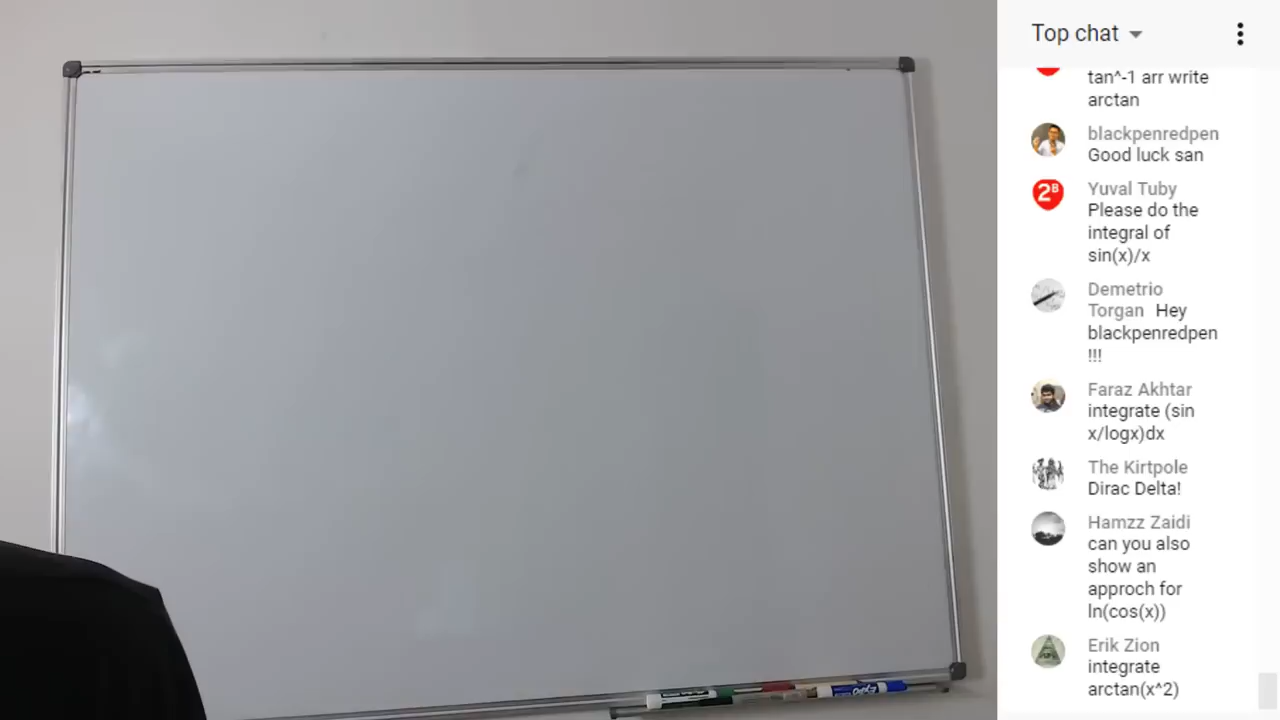 Top chat
tan^-1 arr write
arctan
blackpenredpen
Good luck san
2B
Yuval Tuby
Please do the
integral of
sin(x)/x
Demetrio
Torgan Hey
blackpenredpen
!!!
Faraz Akhtar
integrate (sin
x/logx)dx
The Kirtpole
Dirac Delta!
Hamzz Zaidi
can you also
show an
approch for
ln(cos(x))
Erik Zion
integrate
arctan(x^2)
EXPO